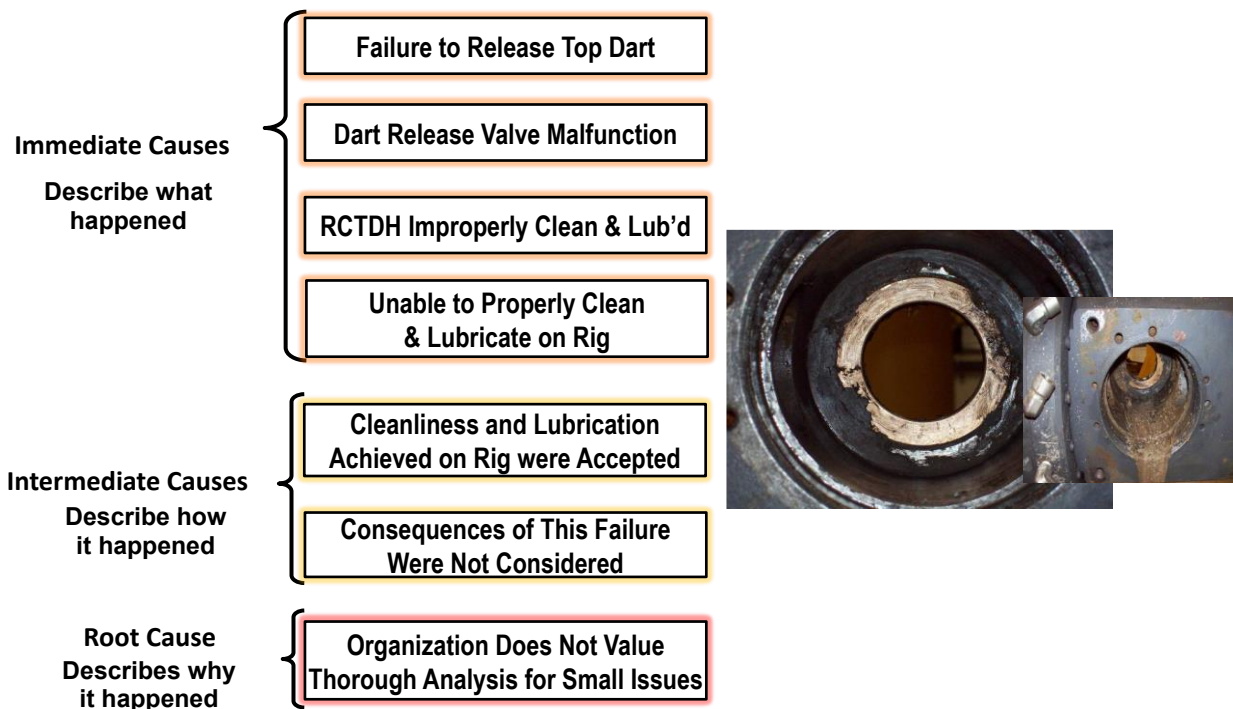 Immediate Causes
Describe what
happened
Failure to Release Top Dart
Dart Release Valve Malfunction
RCTDH Improperly Clean & Lub’d
Unable to Properly Clean
& Lubricate on Rig
Intermediate Causes
Describe how
it happened
Cleanliness and Lubrication
Achieved on Rig were Accepted
Consequences of This Failure
Were Not Considered
Root Cause
Describes why
it happened
Organization Does Not Value
Thorough Analysis for Small Issues